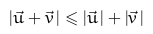 |u⃗ + v⃗| ⩽ |u⃗| + |v⃗|